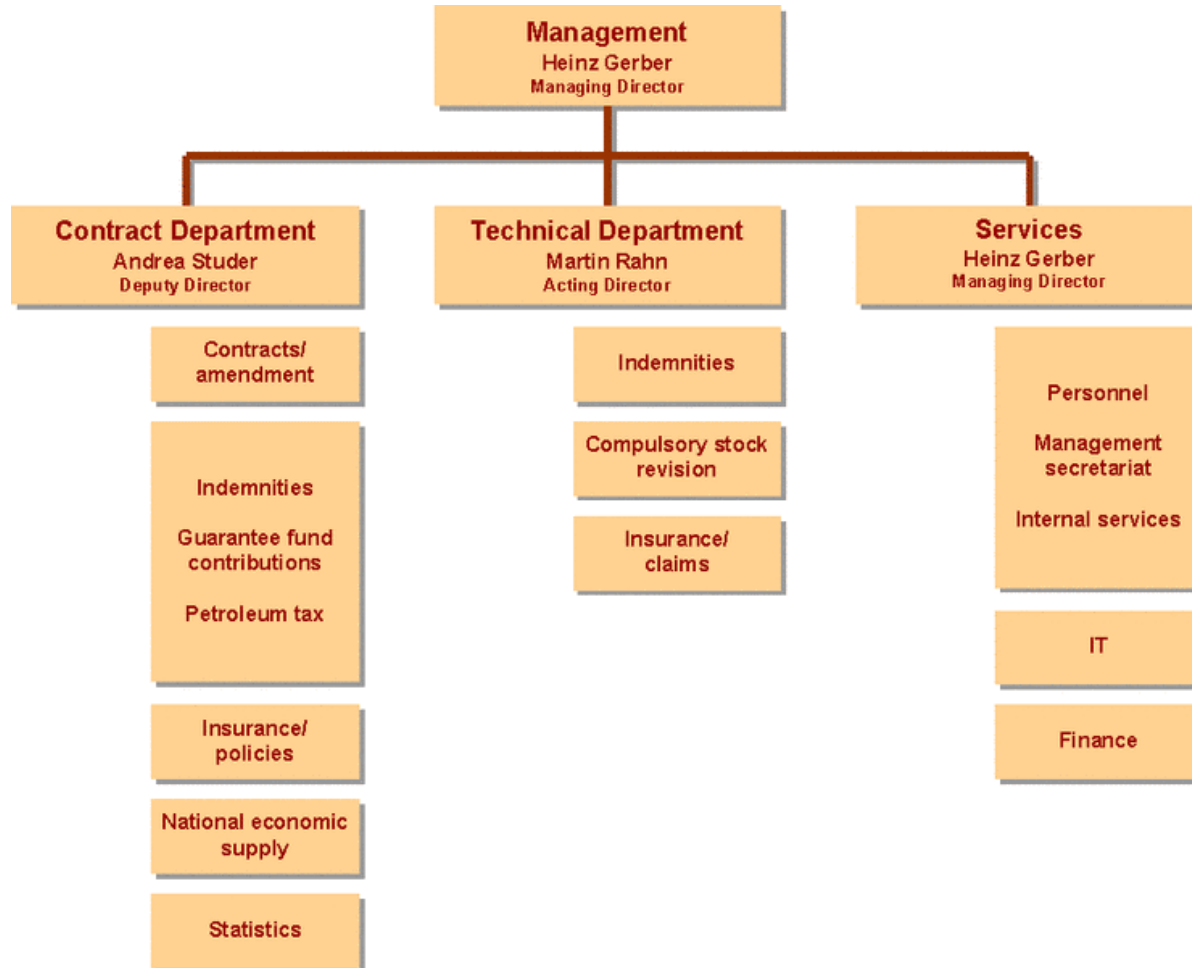 Management
Heinz Gerber
Managing Director
Contract Department
Andrea Studer
Deputy Director
Technical Department
Martin Rahn
Acting Director
Services
Heinz Gerber
Managing Director
Contracts/
amendment
Indemnities
Guarantee fund
contributions
Petroleum tax
Insurance/
policies
National economic
supply
Statistics
Indemnities
Compulsory stock
revision
Insurance/
claims
Personnel
Management
secretariat
Internal services
IT
Finance